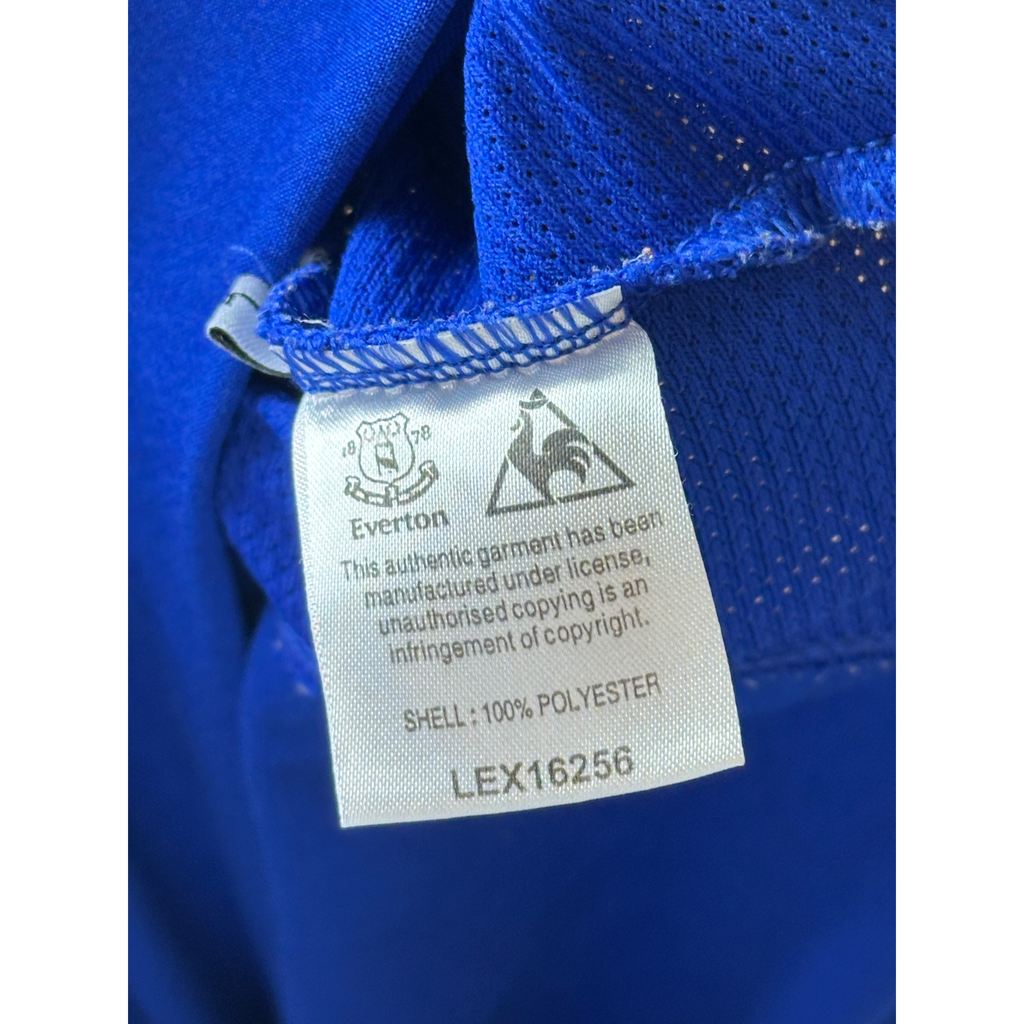 18 78
Everton
This authentic garment has been
manufactured under license,
unauthorised copying is an
infringement of copyright.
SHELL : 100% POLYESTER
LEX16256